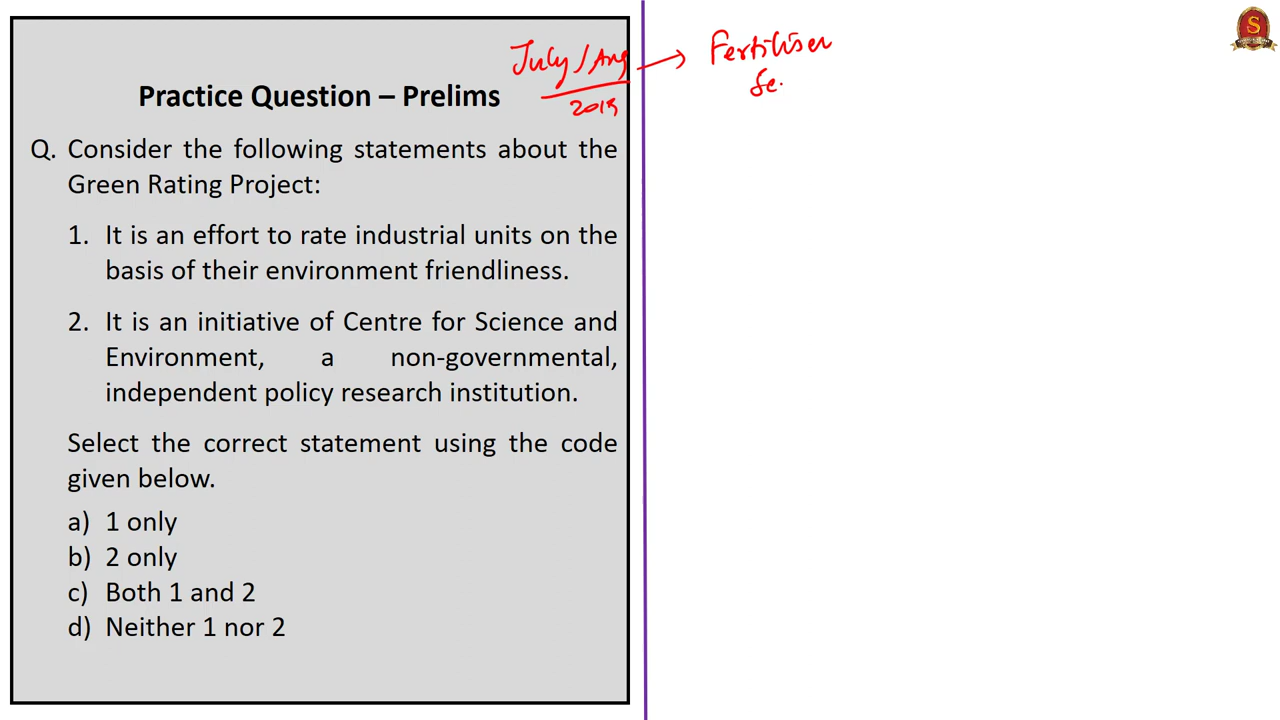 July/Aug
2019
Fertiliser
Se.
Practice Question – Prelims
Q. Consider the following statements about the
Green Rating Project:
1. It is an effort to rate industrial units on the
basis of their environment friendliness.
2. It is an initiative of Centre for Science and
Environment, a non-governmental,
independent policy research institution.
Select the correct statement using the code
given below.
a) 1 only
b) 2 only
c) Both 1 and 2
d) Neither 1 nor 2
S